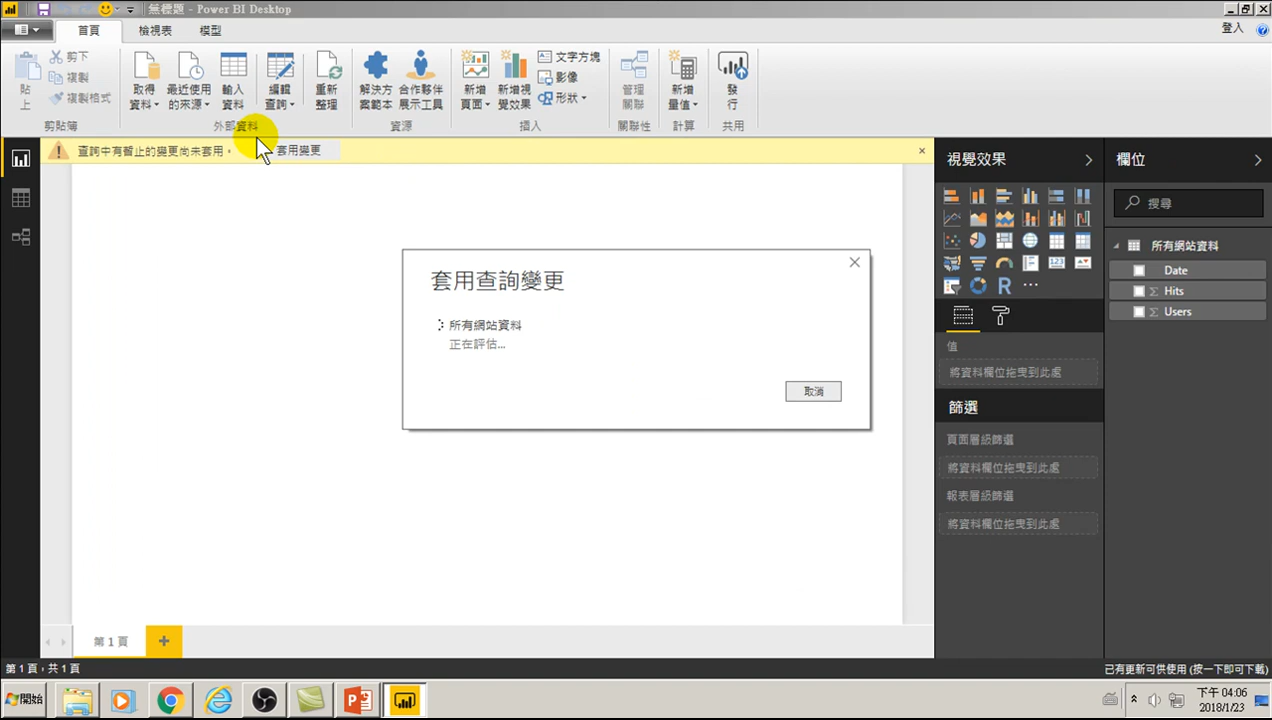 無標題 - Power BI Desktop
首頁 檢視表 模型 登入
貼上 剪下 複製 複製格式 剪貼簿
取得資料 最近使用的來源 輸入資料 編輯查詢 重新整理 外部資料
解決方案範本 合作夥伴展示工具 資源
新增頁面 新增視覺效果 文字方塊 影像 形狀 插入
管理關聯 關聯性
新增量值 計算
發行 共用
查詢中有暫止的變更尚未套用。 套用變更
套用查詢變更
所有網站資料
正在評估...
取消
視覺效果
R
123
值
將資料欄位拖曳到此處
篩選
頁面層級篩選
將資料欄位拖曳到此處
報表層級篩選
將資料欄位拖曳到此處
欄位
搜尋
所有網站資料
Date
Σ Hits
Σ Users
第 1 頁
第 1 頁，共 1 頁
已有更新可供使用 (按一下即可下載)
開始
下午 04:06
2018/1/23